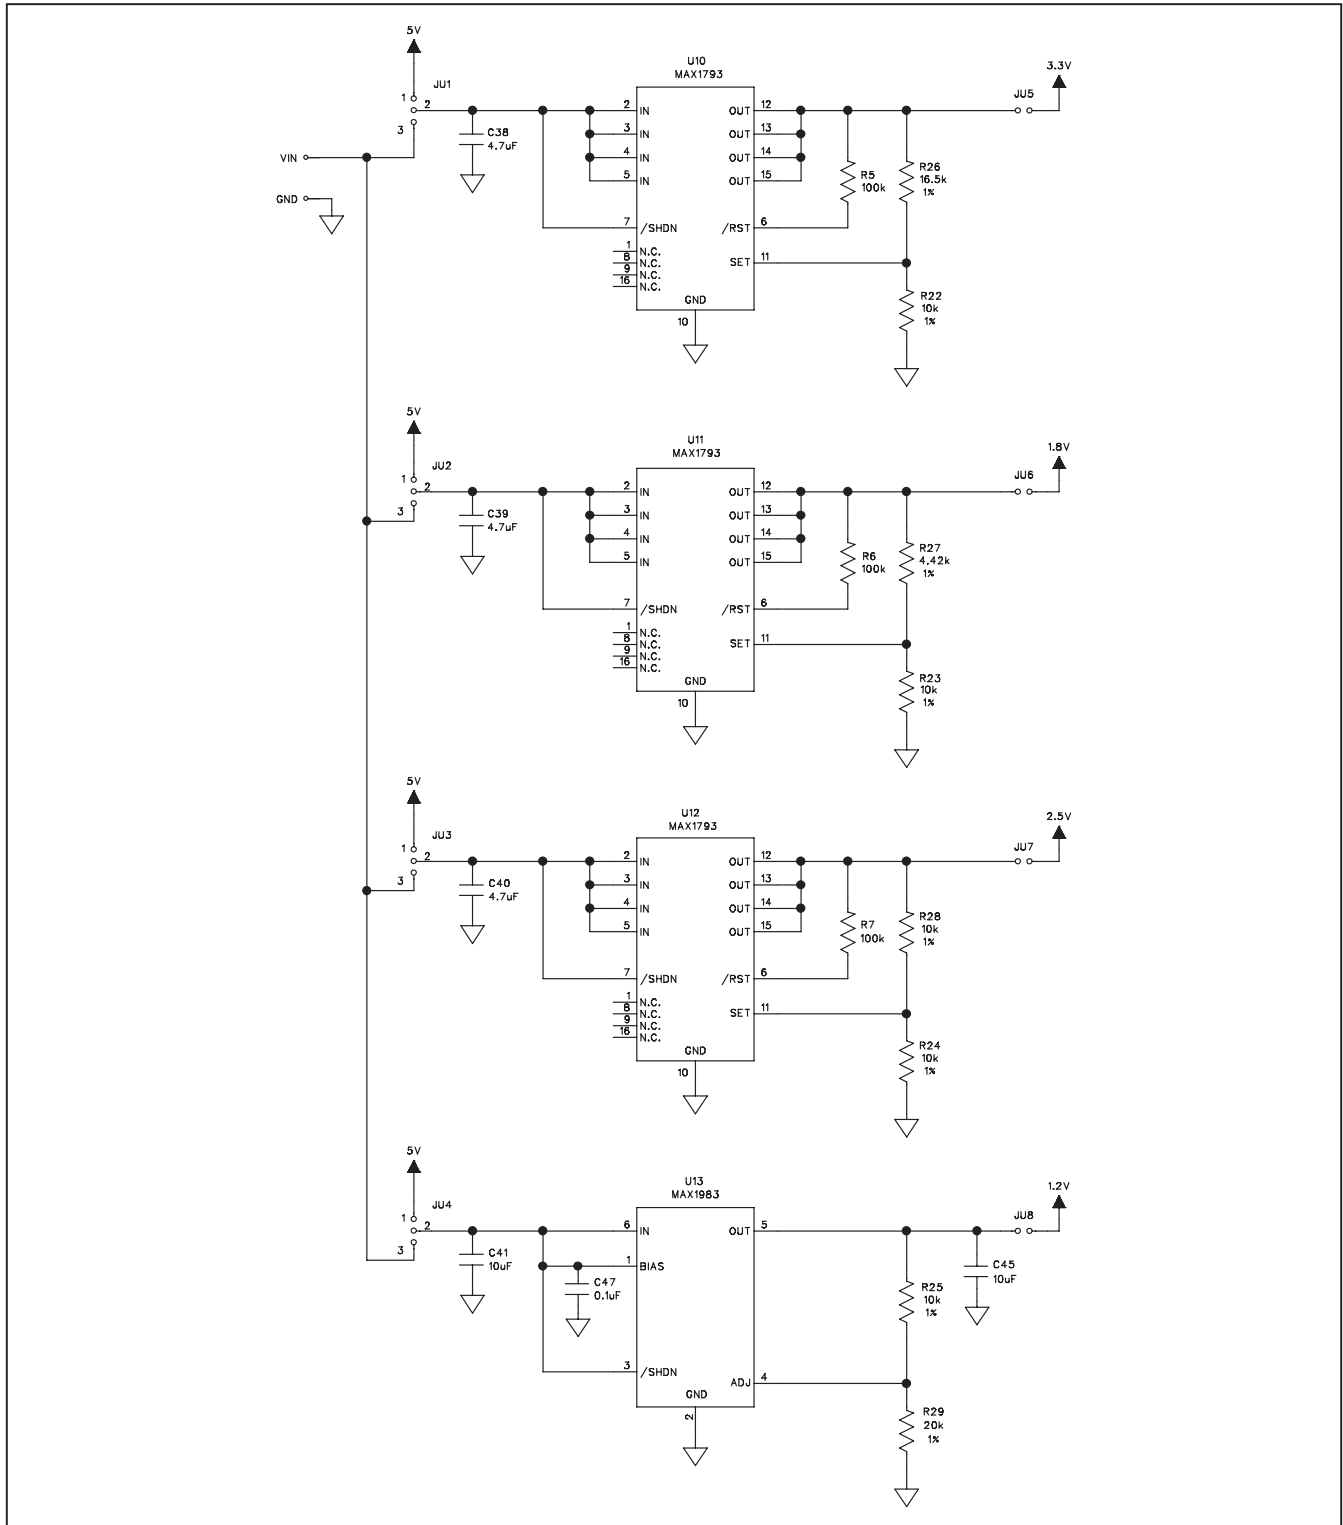 5V
JU1
1
2
3
VIN
GND
C38
4.7uF
U10
MAX1793
2 IN OUT 12
3 IN OUT 13
4 IN OUT 14
5 IN OUT 15
7 /SHDN /RST 6
1 N.C.
8 N.C.
9 N.C.
16 N.C.
SET 11
GND
10
R5
100k
R26
16.5k
1%
R22
10k
1%
JU5
3.3V
5V
JU2
1
2
3
C39
4.7uF
U11
MAX1793
2 IN OUT 12
3 IN OUT 13
4 IN OUT 14
5 IN OUT 15
7 /SHDN /RST 6
1 N.C.
8 N.C.
9 N.C.
16 N.C.
SET 11
GND
10
R6
100k
R27
4.42k
1%
R23
10k
1%
JU6
1.8V
5V
JU3
1
2
3
C40
4.7uF
U12
MAX1793
2 IN OUT 12
3 IN OUT 13
4 IN OUT 14
5 IN OUT 15
7 /SHDN /RST 6
1 N.C.
8 N.C.
9 N.C.
16 N.C.
SET 11
GND
10
R7
100k
R28
10k
1%
R24
10k
1%
JU7
2.5V
5V
JU4
1
2
3
C41
10uF
C47
0.1uF
U13
MAX1983
6 IN OUT 5
1 BIAS
3 /SHDN
ADJ 4
GND
2
R25
10k
1%
C45
10uF
R29
20k
1%
JU8
1.2V